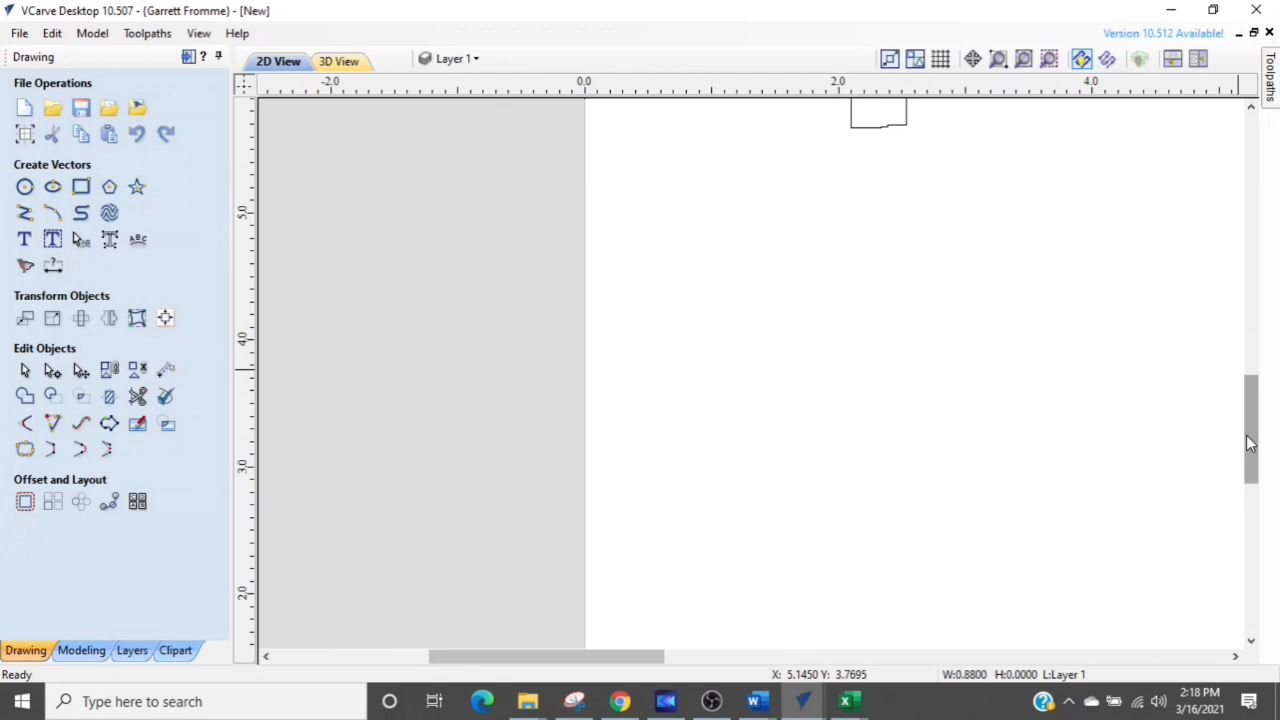 VCarve Desktop 10.507 - {Garrett Fromme} - [New]
File Edit Model Toolpaths View Help
Version 10.512 Available!
Drawing
2D View 3D View Layer 1
Toolpaths
-2.0 0.0 2.0 4.0
File Operations
Create Vectors
5.0
Transform Objects
4.0
Edit Objects
3.0
Offset and Layout
2.0
Drawing Modeling Layers Clipart
Ready
X: 5.1450 Y: 3.7695
W:0.8800 H:0.0000 L:Layer 1
Type here to search
2:18 PM
3/16/2021